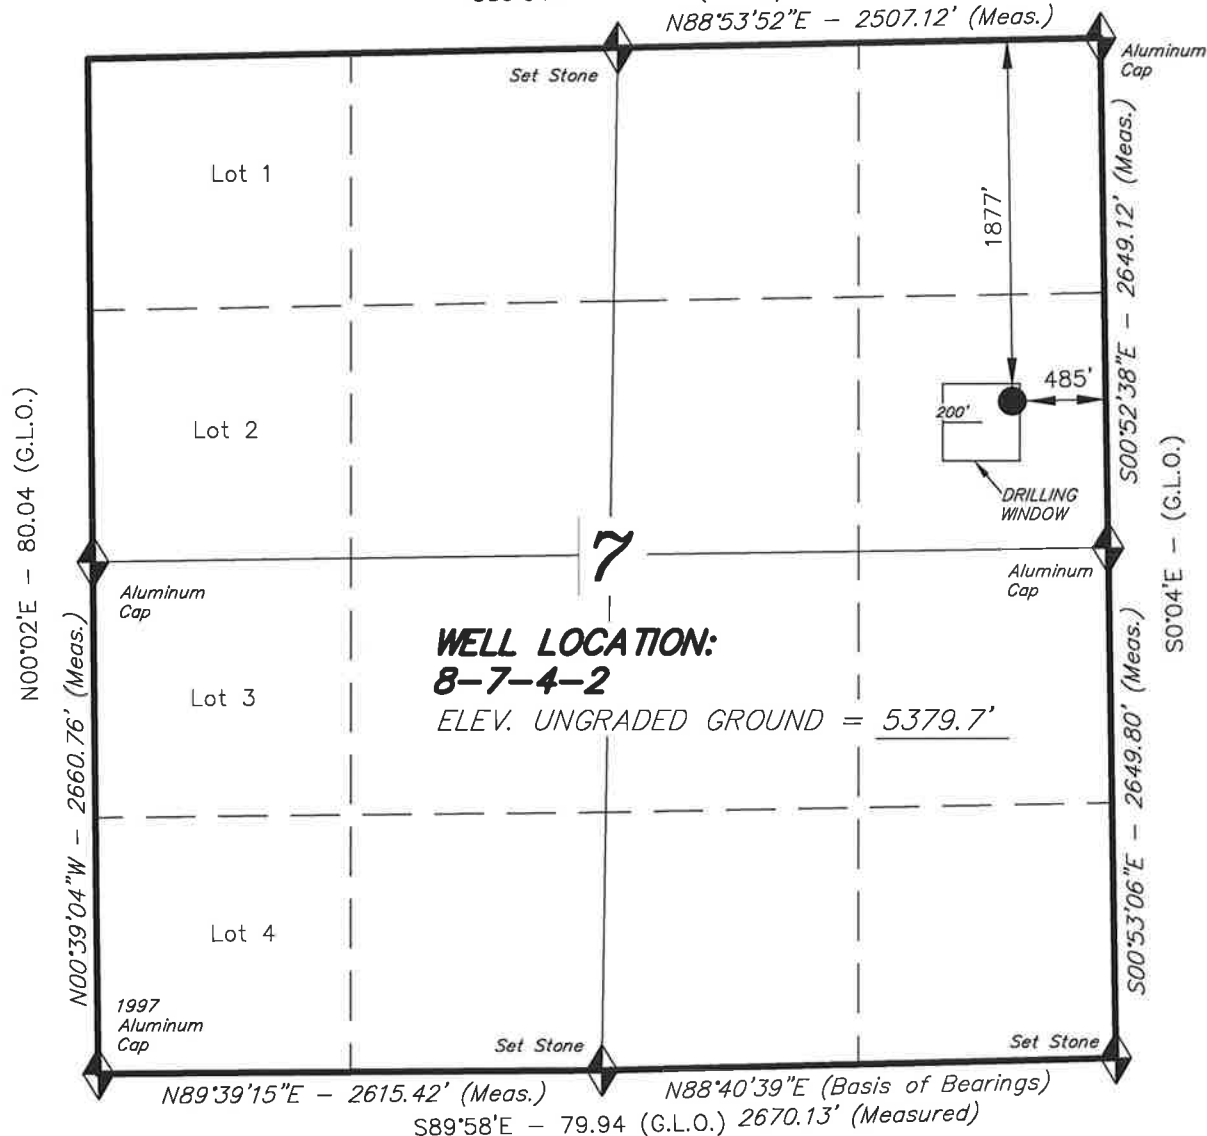 N88°53'52"E - 2507.12' (Meas.)
Set Stone
Aluminum
Cap
Lot 1
1877'
S00°52'38"E - 2649.12' (Meas.)
485'
200'
Lot 2
DRILLING
WINDOW
N00°02'E - 80.04 (G.L.O.)
S0°04'E - (G.L.O.)
7
Aluminum
Cap
Aluminum
Cap
WELL LOCATION:
8-7-4-2
ELEV. UNGRADED GROUND = 5379.7'
Lot 3
N00°39'04"W - 2660.76' (Meas.)
S00°53'06"E - 2649.80' (Meas.)
Lot 4
1997
Aluminum
Cap
Set Stone
Set Stone
N89°39'15"E - 2615.42' (Meas.)
N88°40'39"E (Basis of Bearings)
S89°58'E - 79.94 (G.L.O.)
2670.13' (Measured)